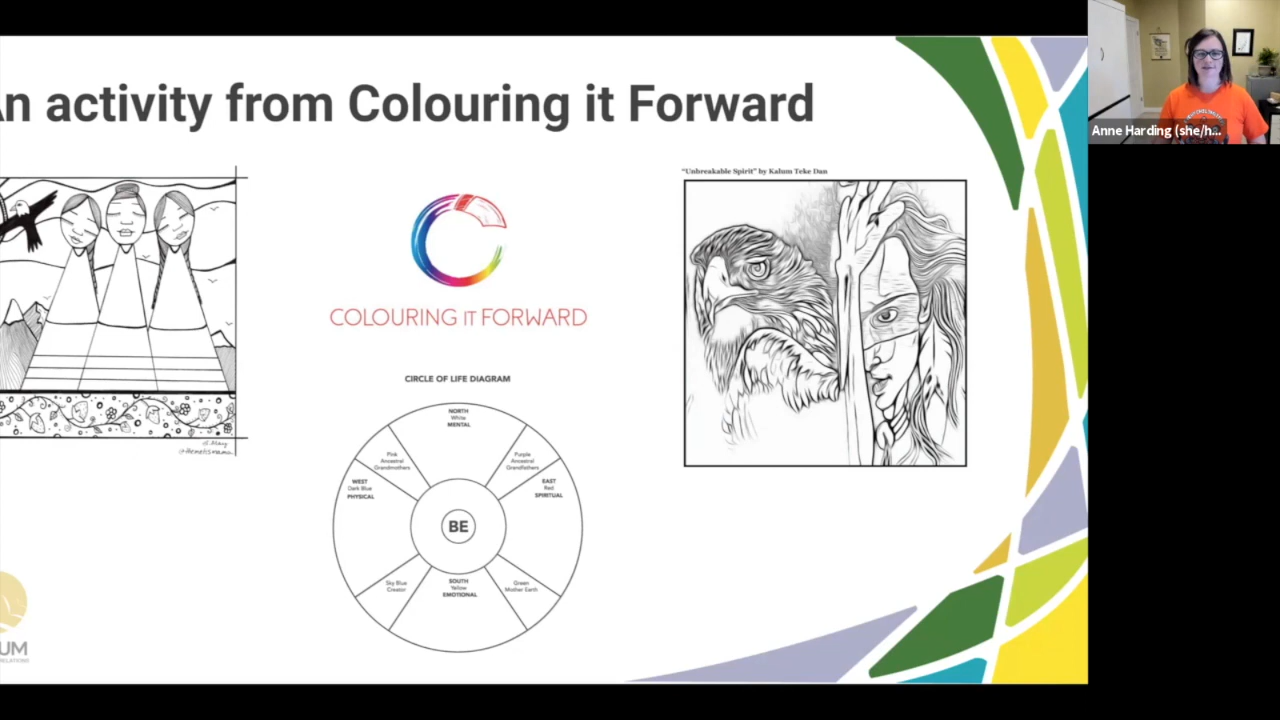 An activity from Colouring it Forward
Anne Harding (she/h...
"Unbreakable Spirit" by Kalum Teke Dan
COLOURING IT FORWARD
CIRCLE OF LIFE DIAGRAM
NORTH
White
MENTAL
Pink
Ancestral
Grandmothers
Purple
Ancestral
Grandfathers
WEST
Dark Blue
PHYSICAL
EAST
Red
SPIRITUAL
BE
Sky Blue
Creator
SOUTH
Yellow
EMOTIONAL
Green
Mother Earth
UM
RELATIONS